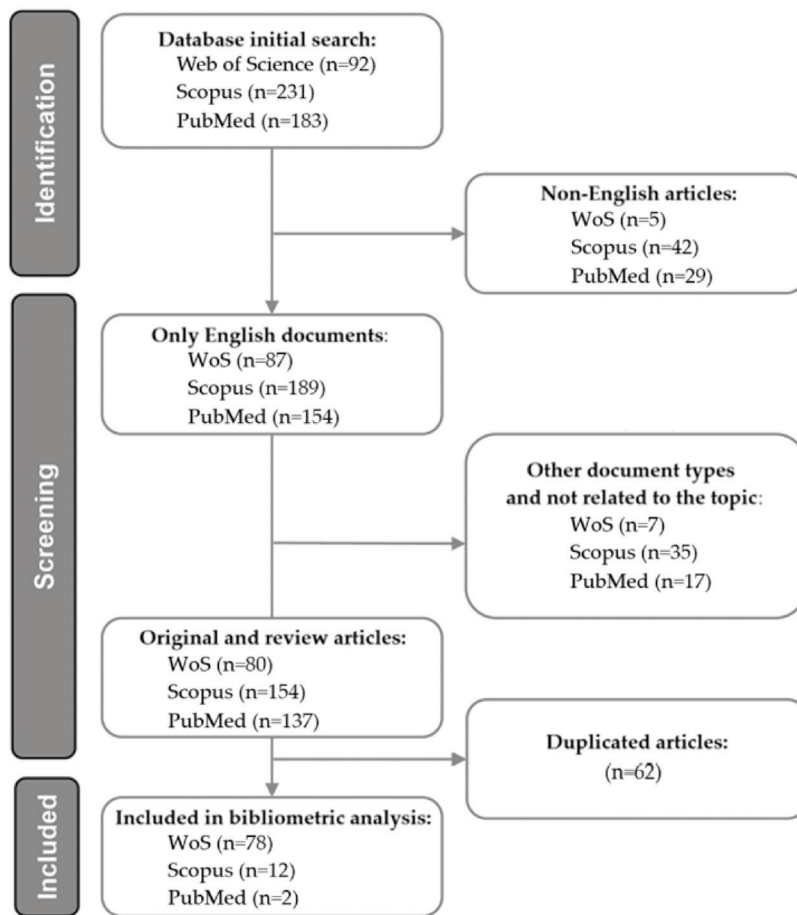 Identification
Database initial search:
Web of Science (n=92)
Scopus (n=231)
PubMed (n=183)
Non-English articles:
WoS (n=5)
Scopus (n=42)
PubMed (n=29)
Screening
Only English documents:
WoS (n=87)
Scopus (n=189)
PubMed (n=154)
Other document types
and not related to the topic:
WoS (n=7)
Scopus (n=35)
PubMed (n=17)
Original and review articles:
WoS (n=80)
Scopus (n=154)
PubMed (n=137)
Duplicated articles:
(n=62)
Included
Included in bibliometric analysis:
WoS (n=78)
Scopus (n=12)
PubMed (n=2)